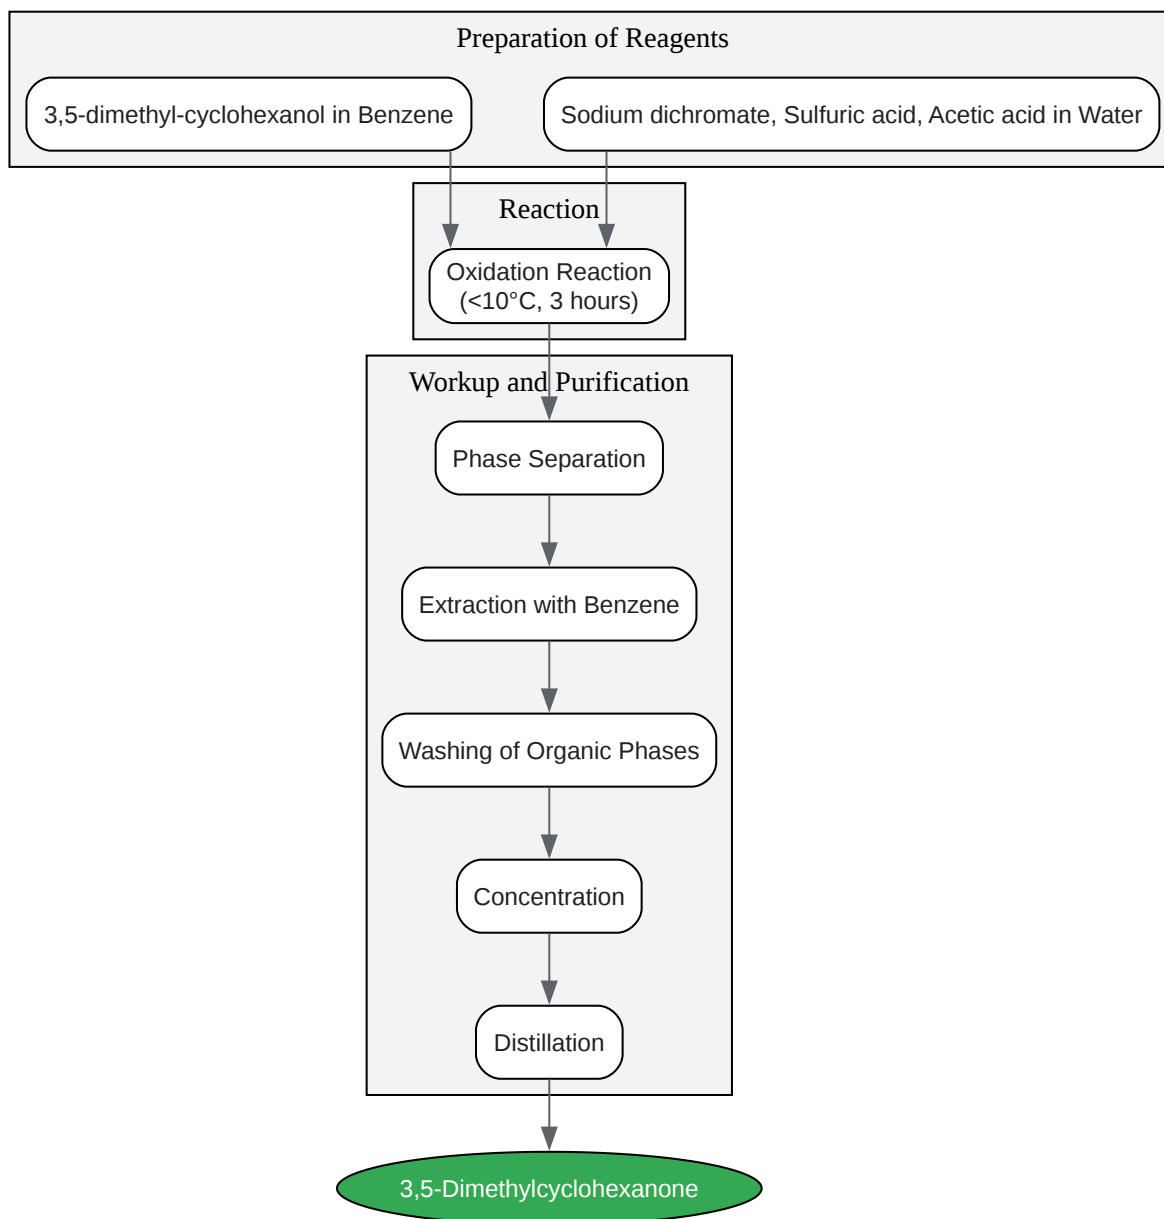 Preparation of Reagents
3,5-dimethyl-cyclohexanol in Benzene
Sodium dichromate, Sulfuric acid, Acetic acid in Water
Reaction
Oxidation Reaction
(<10°C, 3 hours)
Workup and Purification
Phase Separation
Extraction with Benzene
Washing of Organic Phases
Concentration
Distillation
3,5-Dimethylcyclohexanone